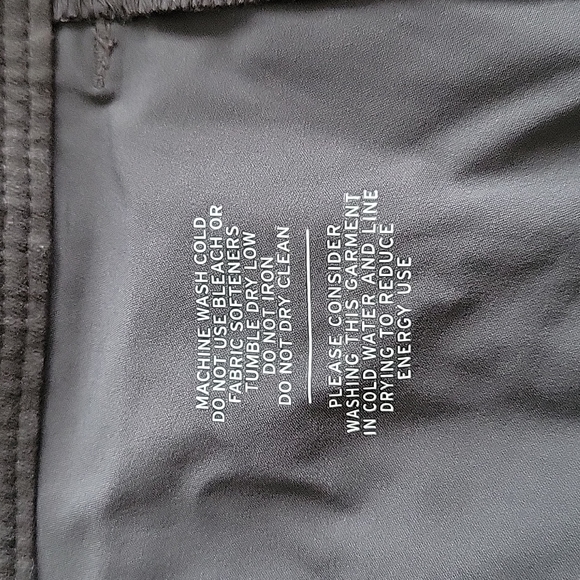 MACHINE WASH COLD
DO NOT USE BLEACH OR
FABRIC SOFTENERS
TUMBLE DRY LOW
DO NOT IRON
DO NOT DRY CLEAN
PLEASE CONSIDER
WASHING THIS GARMENT
IN COLD WATER AND LINE
DRYING TO REDUCE
ENERGY USE